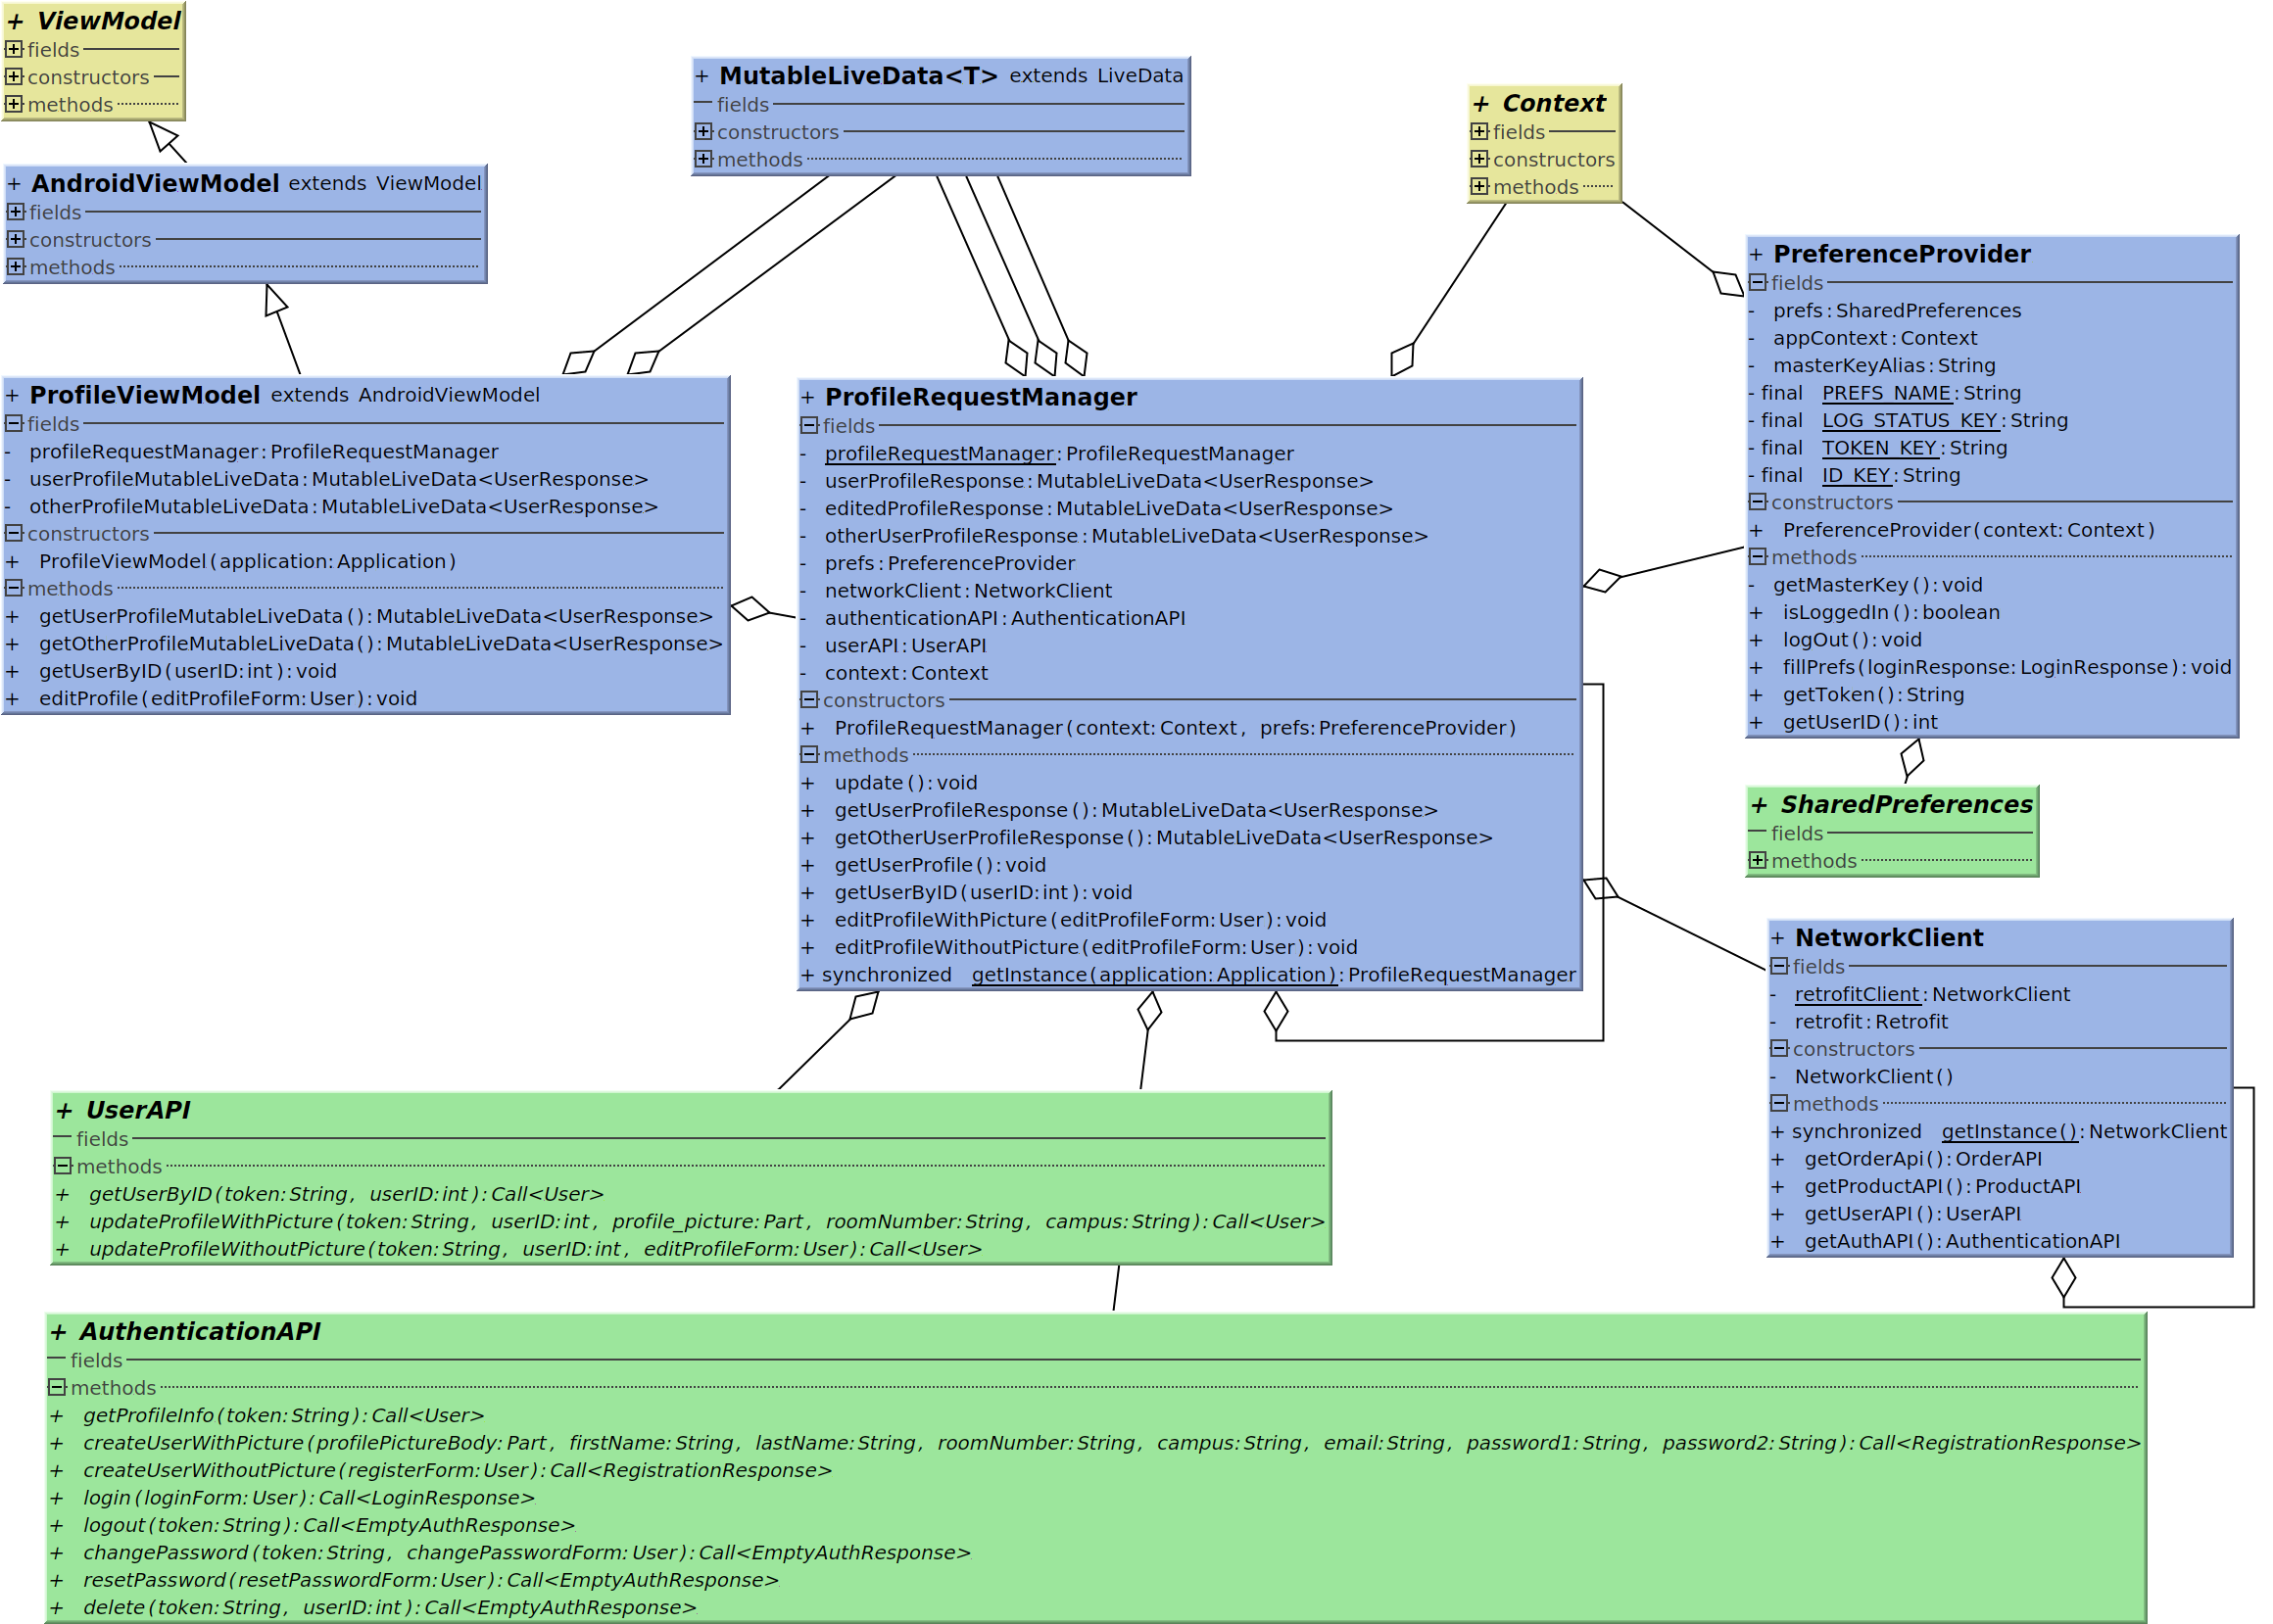 + ViewModel
fields
constructors
methods
+ AndroidViewModel extends ViewModel
fields
constructors
methods
+ MutableLiveData<T> extends LiveData
fields
constructors
methods
+ Context
fields
constructors
methods
+ ProfileViewModel extends AndroidViewModel
fields
- profileRequestManager : ProfileRequestManager
- userProfileMutableLiveData : MutableLiveData<UserResponse>
- otherProfileMutableLiveData : MutableLiveData<UserResponse>
constructors
+ ProfileViewModel (application: Application )
methods
+ getUserProfileMutableLiveData () : MutableLiveData<UserResponse>
+ getOtherProfileMutableLiveData () : MutableLiveData<UserResponse>
+ getUserByID (userID: int ) : void
+ editProfile (editProfileForm: User ) : void
+ ProfileRequestManager
fields
- profileRequestManager : ProfileRequestManager
- userProfileResponse : MutableLiveData<UserResponse>
- editedProfileResponse : MutableLiveData<UserResponse>
- otherUserProfileResponse : MutableLiveData<UserResponse>
- prefs : PreferenceProvider
- networkClient : NetworkClient
- authenticationAPI : AuthenticationAPI
- userAPI : UserAPI
- context : Context
constructors
+ ProfileRequestManager (context: Context , prefs: PreferenceProvider )
methods
+ update () : void
+ getUserProfileResponse () : MutableLiveData<UserResponse>
+ getOtherUserProfileResponse () : MutableLiveData<UserResponse>
+ getUserProfile () : void
+ getUserByID (userID: int ) : void
+ editProfileWithPicture (editProfileForm: User ) : void
+ editProfileWithoutPicture (editProfileForm: User ) : void
+ synchronized getInstance (application: Application ) : ProfileRequestManager
+ PreferenceProvider
fields
- prefs : SharedPreferences
- appContext : Context
- masterKeyAlias : String
- final PREFS_NAME : String
- final LOG_STATUS_KEY : String
- final TOKEN_KEY : String
- final ID_KEY : String
constructors
+ PreferenceProvider (context: Context )
methods
- getMasterKey () : void
+ isLoggedIn () : boolean
+ logOut () : void
+ fillPrefs (loginResponse: LoginResponse ) : void
+ getToken () : String
+ getUserID () : int
+ SharedPreferences
fields
methods
+ NetworkClient
fields
- retrofitClient : NetworkClient
- retrofit : Retrofit
constructors
- NetworkClient ()
methods
+ synchronized getInstance () : NetworkClient
+ getOrderApi () : OrderAPI
+ getProductAPI () : ProductAPI
+ getUserAPI () : UserAPI
+ getAuthAPI () : AuthenticationAPI
+ UserAPI
fields
methods
+ getUserByID (token: String , userID: int ) : Call<User>
+ updateProfileWithPicture (token: String , userID: int , profile_picture: Part , roomNumber: String , campus: String ) : Call<User>
+ updateProfileWithoutPicture (token: String , userID: int , editProfileForm: User ) : Call<User>
+ AuthenticationAPI
fields
methods
+ getProfileInfo (token: String ) : Call<User>
+ createUserWithPicture (profilePictureBody: Part , firstName: String , lastName: String , roomNumber: String , campus: String , email: String , password1: String , password2: String ) : Call<RegistrationResponse>
+ createUserWithoutPicture (registerForm: User ) : Call<RegistrationResponse>
+ login (loginForm: User ) : Call<LoginResponse>
+ logout (token: String ) : Call<EmptyAuthResponse>
+ changePassword (token: String , changePasswordForm: User ) : Call<EmptyAuthResponse>
+ resetPassword (resetPasswordForm: User ) : Call<EmptyAuthResponse>
+ delete (token: String , userID: int ) : Call<EmptyAuthResponse>